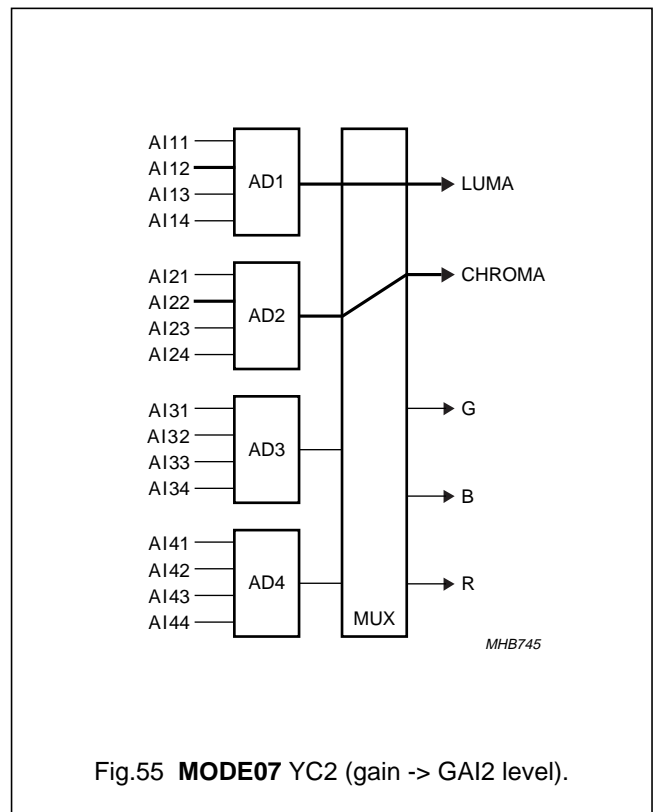 AI11
AI12
AI13
AI14
AD1
LUMA
AI21
AI22
AI23
AI24
AD2
CHROMA
AI31
AI32
AI33
AI34
AD3
G
B
AI41
AI42
AI43
AI44
AD4
R
MUX
MHB745
Fig.55 MODE07 YC2 (gain -> GAI2 level).